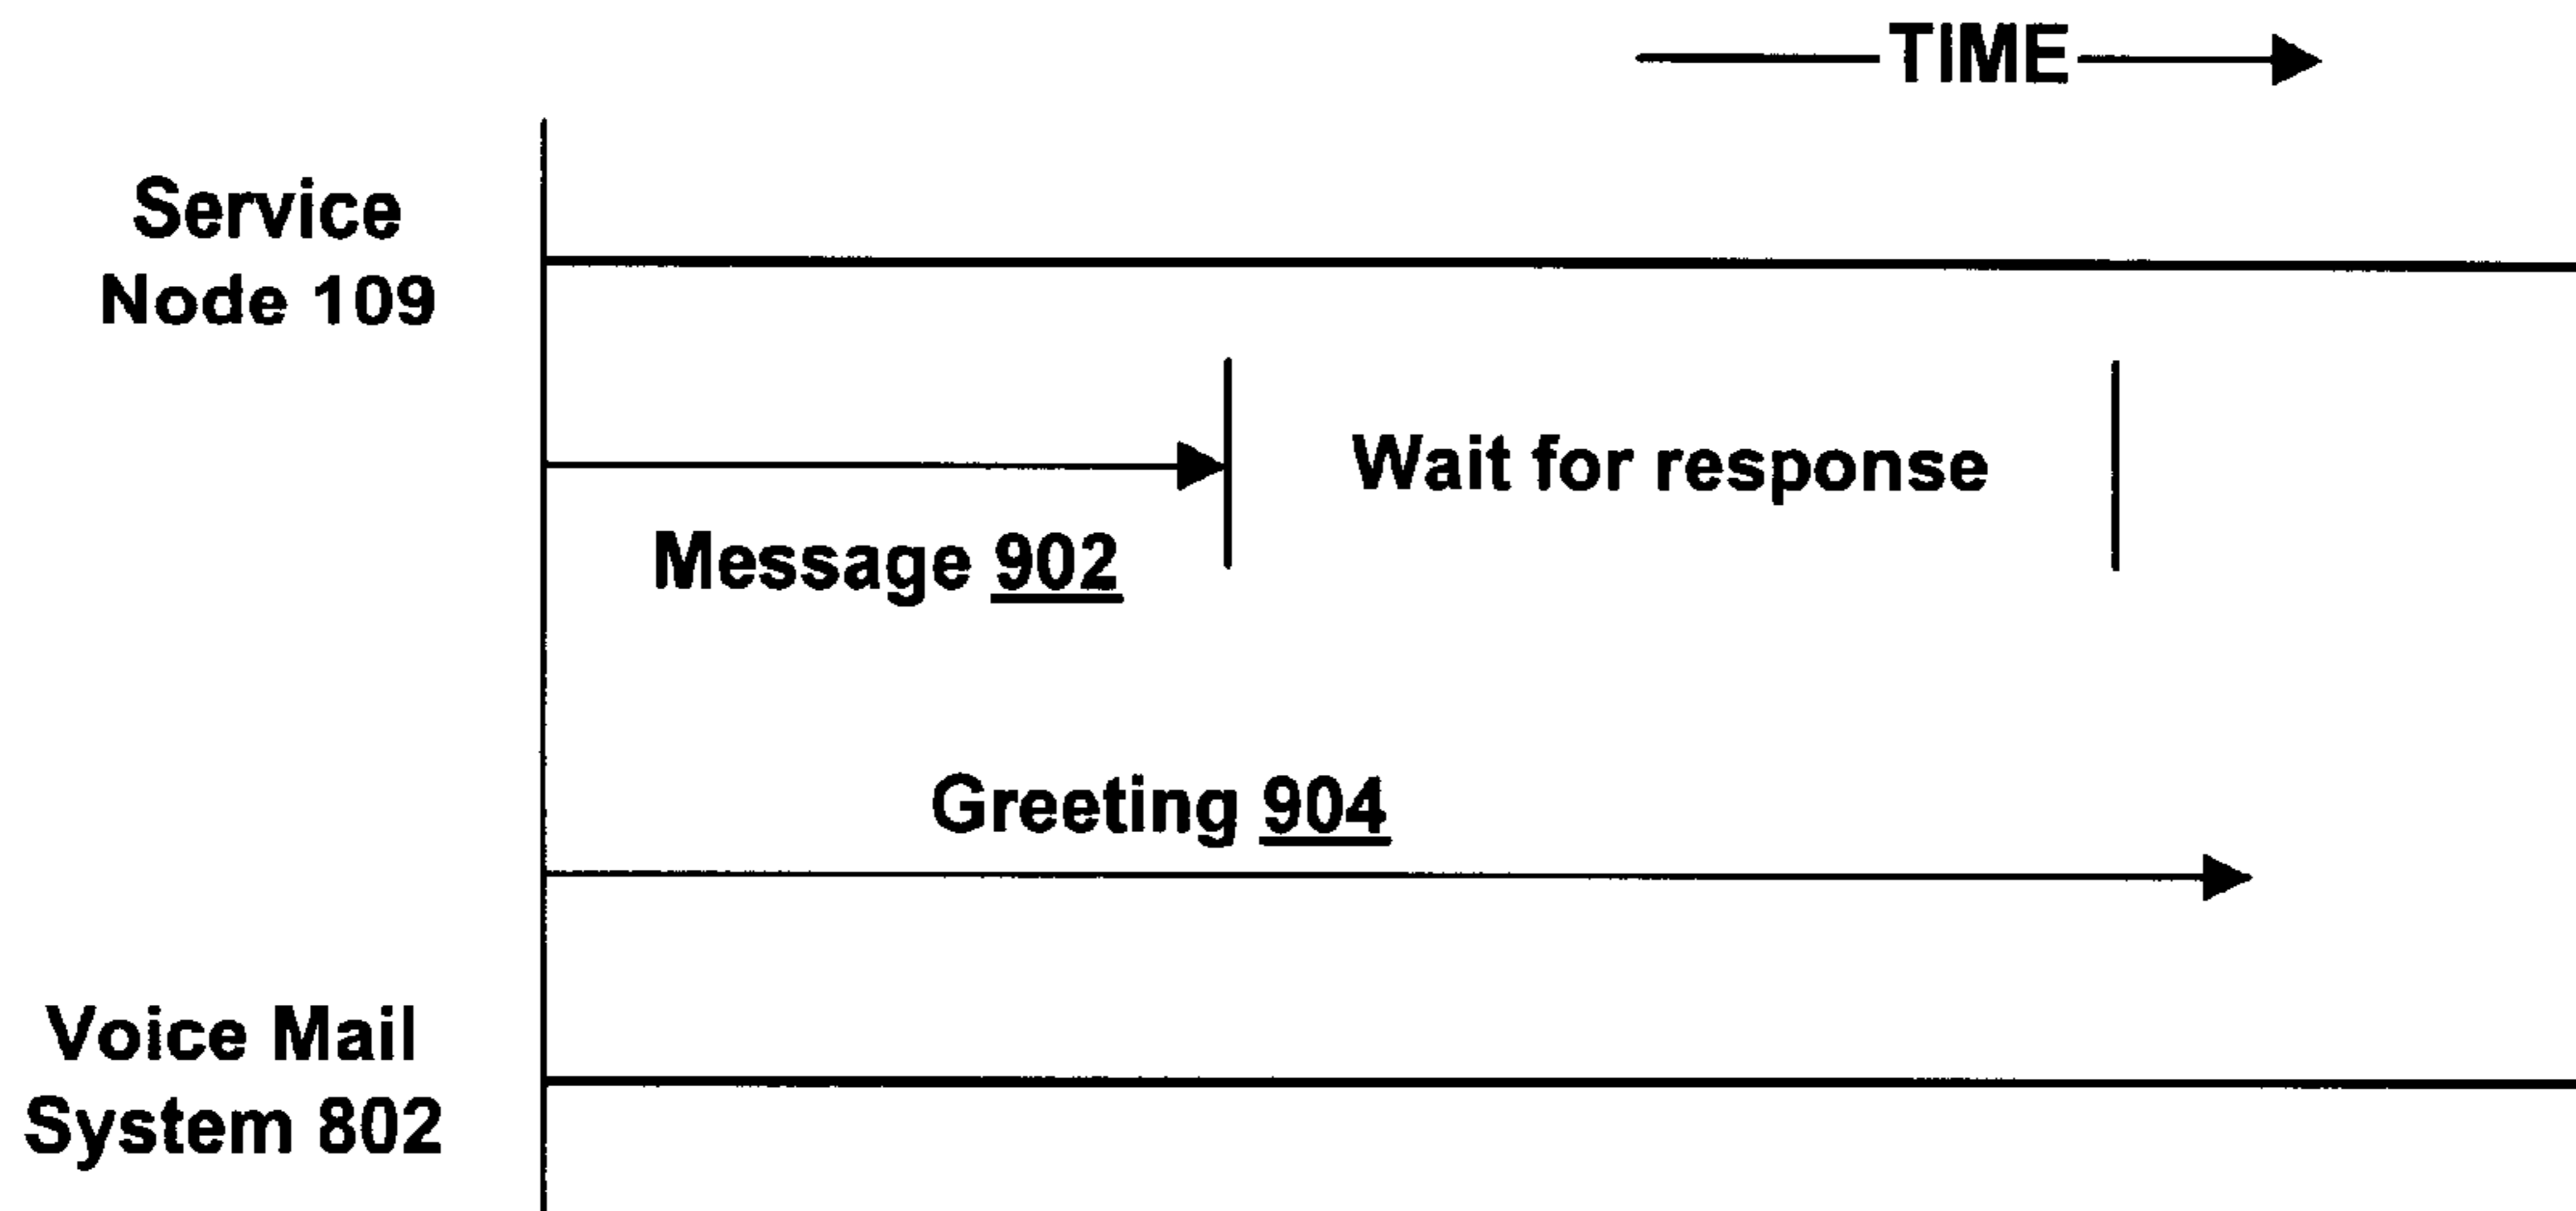 TIME
Service
Node 109
Wait for response
Message 902
Greeting 904
Voice Mail
System 802